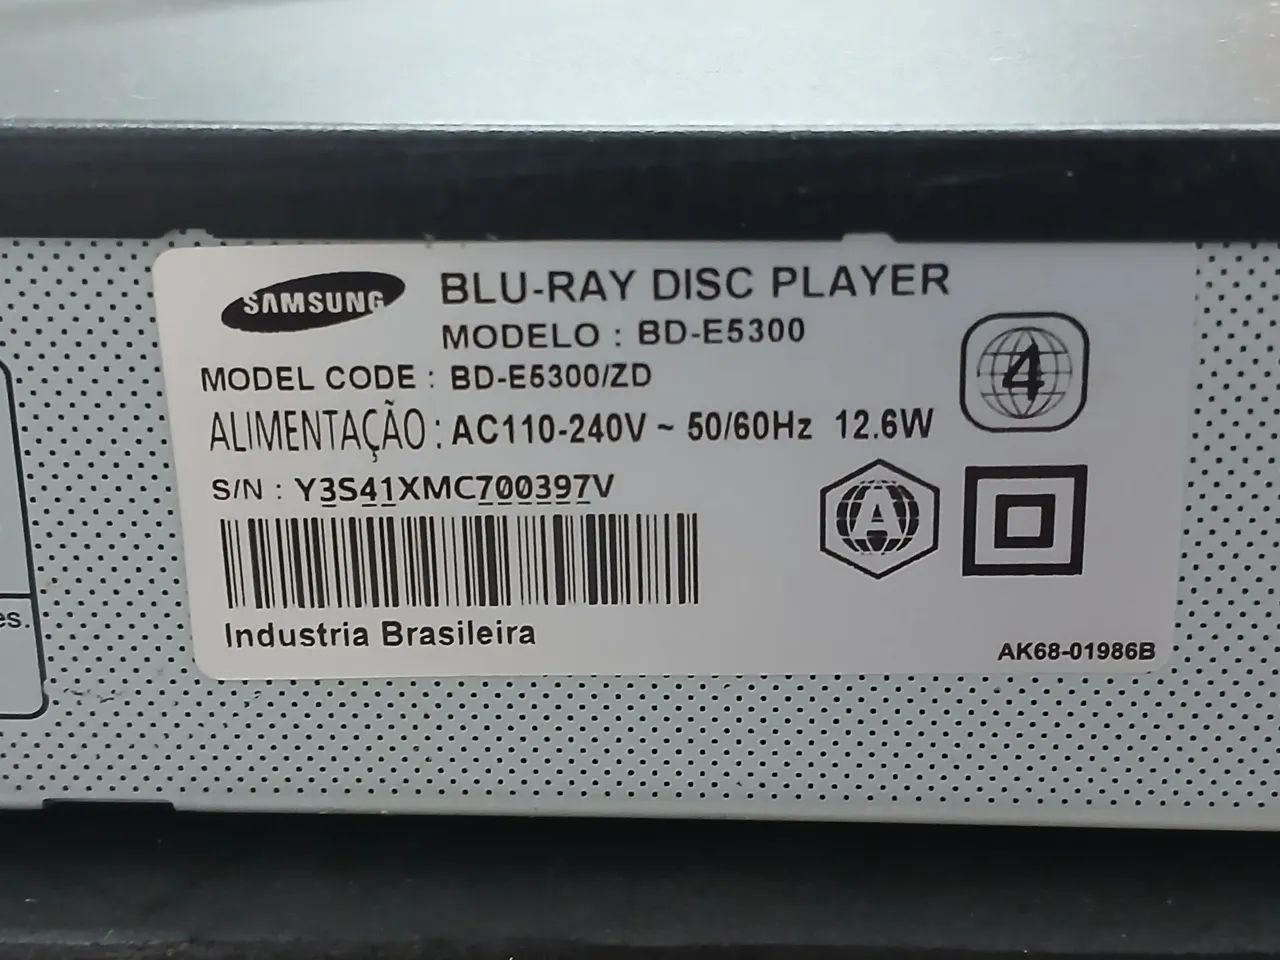 SAMSUNG
BLU-RAY DISC PLAYER
MODELO : BD-E5300
MODEL CODE : BD-E5300/ZD
4
ALIMENTAÇÃO : AC110-240V ~ 50/60Hz 12.6W
S/N : Y3S41XMC700397V
A
Industria Brasileira
AK68-01986B
es.